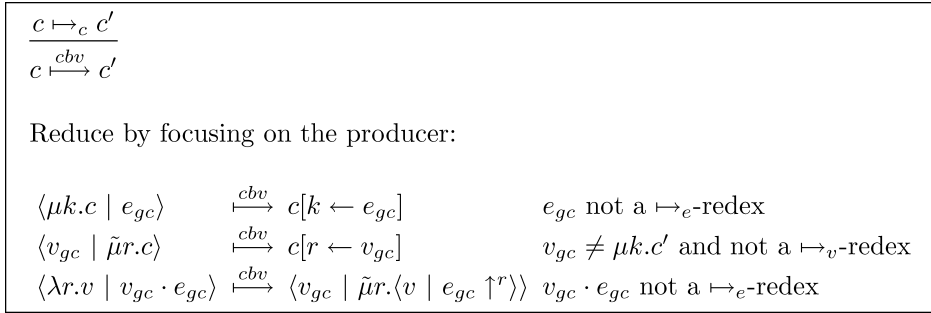 c ↦_c c′
c ⟼^{cbv} c′
Reduce by focusing on the producer:
⟨μk.c | e_{gc}⟩ ⟼^{cbv} c[k ← e_{gc}] e_{gc} not a ↦_e-redex
⟨v_{gc} | μ̃r.c⟩ ⟼^{cbv} c[r ← v_{gc}] v_{gc} ≠ μk.c′ and not a ↦_v-redex
⟨λr.v | v_{gc} · e_{gc}⟩ ⟼^{cbv} ⟨v_{gc} | μ̃r.⟨v | e_{gc} ↑^r⟩⟩ v_{gc} · e_{gc} not a ↦_e-redex